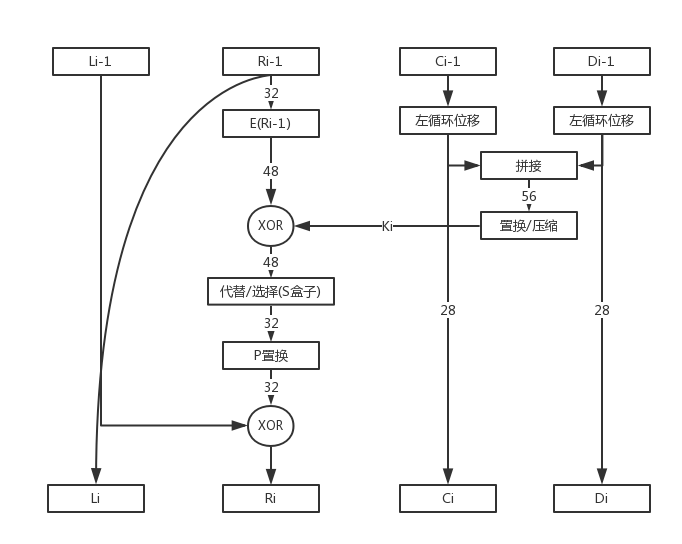 Li-1
Ri-1
Ci-1
Di-1
32
E(Ri-1)
左循环位移
左循环位移
48
拼接
56
XOR
Ki
置换/压缩
48
代替/选择(S盒子)
28
28
32
P置换
32
XOR
Li
Ri
Ci
Di